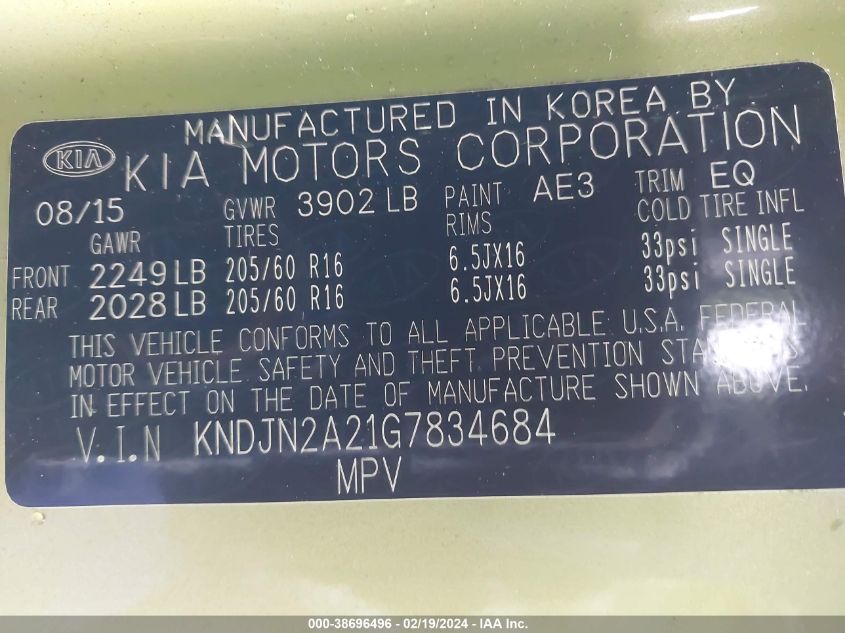 MANUFACTURED IN KOREA BY
KIA KIA MOTORS CORPORATION
08/15 GVWR 3902 LB PAINT AE3 TRIM EQ
GAWR TIRES RIMS COLD TIRE INFL
FRONT 2249 LB 205/60 R16 6.5JX16 33psi SINGLE
REAR 2028 LB 205/60 R16 6.5JX16 33psi SINGLE
THIS VEHICLE CONFORMS TO ALL APPLICABLE U.S.A. FEDERAL
MOTOR VEHICLE SAFETY AND THEFT PREVENTION STANDARDS
IN EFFECT ON THE DATE OF MANUFACTURE SHOWN ABOVE.
V.I.N KNDJN2A21G7834684
MPV
000-38696496 - 02/19/2024 - IAA Inc.